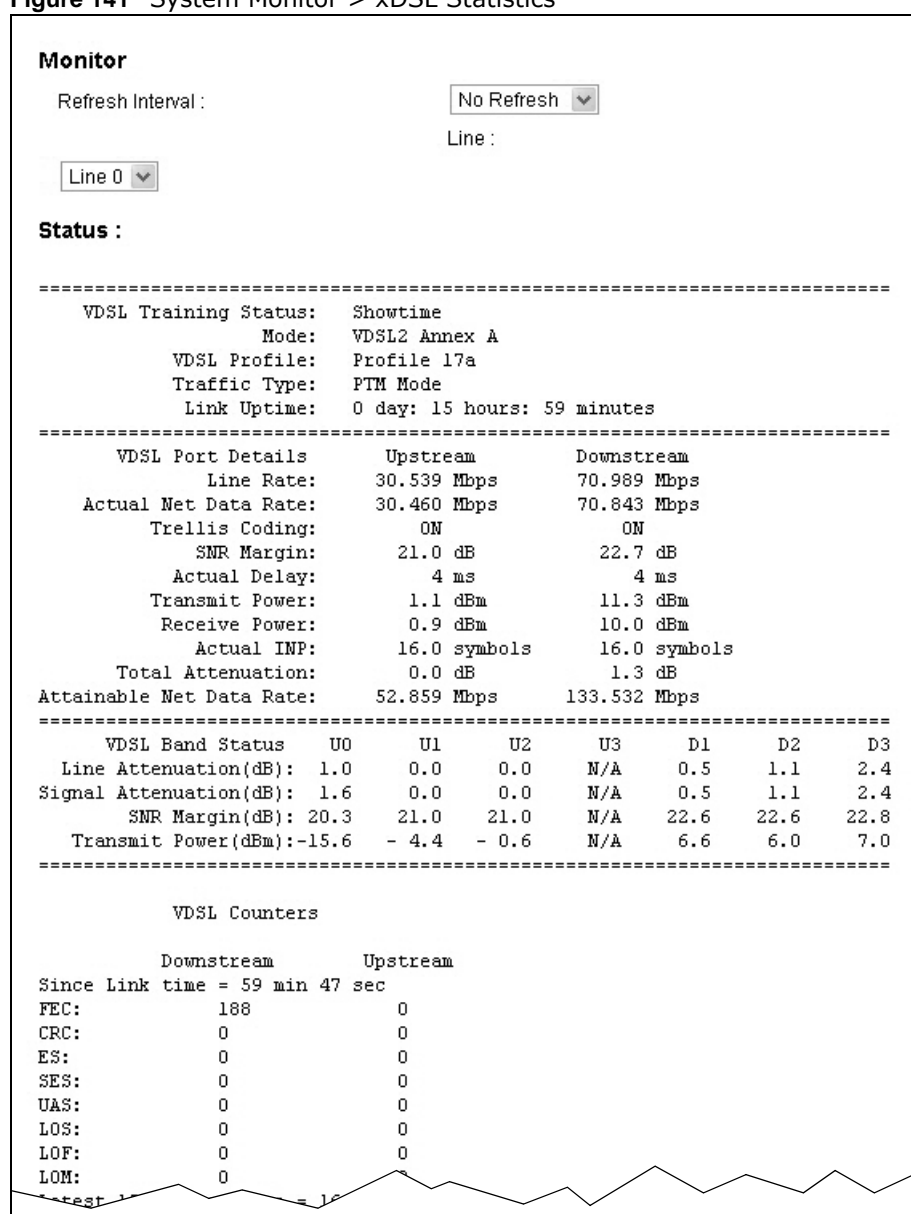 Figure 141 System Monitor > xDSL Statistics
Monitor
Refresh Interval : No Refresh
Line :
Line 0
Status :
============================================================================
VDSL Training Status: Showtime
Mode: VDSL2 Annex A
VDSL Profile: Profile 17a
Traffic Type: PTM Mode
Link Uptime: 0 day: 15 hours: 59 minutes
============================================================================
VDSL Port Details Upstream Downstream
Line Rate: 30.539 Mbps 70.989 Mbps
Actual Net Data Rate: 30.460 Mbps 70.843 Mbps
Trellis Coding: ON ON
SNR Margin: 21.0 dB 22.7 dB
Actual Delay: 4 ms 4 ms
Transmit Power: 1.1 dBm 11.3 dBm
Receive Power: 0.9 dBm 10.0 dBm
Actual INP: 16.0 symbols 16.0 symbols
Total Attenuation: 0.0 dB 1.3 dB
Attainable Net Data Rate: 52.859 Mbps 133.532 Mbps
============================================================================
VDSL Band Status U0 U1 U2 U3 D1 D2 D3
Line Attenuation(dB): 1.0 0.0 0.0 N/A 0.5 1.1 2.4
Signal Attenuation(dB): 1.6 0.0 0.0 N/A 0.5 1.1 2.4
SNR Margin(dB): 20.3 21.0 21.0 N/A 22.6 22.6 22.8
Transmit Power(dBm):-15.6 - 4.4 - 0.6 N/A 6.6 6.0 7.0
============================================================================
VDSL Counters
Downstream Upstream
Since Link time = 59 min 47 sec
FEC: 188 0
CRC: 0 0
ES: 0 0
SES: 0 0
UAS: 0 0
LOS: 0 0
LOF: 0 0
LOM: 0